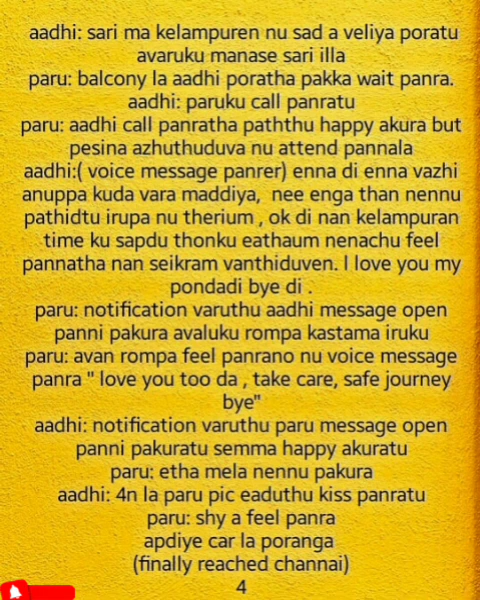 aadhi: sari ma kelampuren nu sad a veliya poratu
avaruku manase sari illa
paru: balcony la aadhi poratha pakka wait panra.
aadhi: paruku call panratu
paru: aadhi call panratha paththu happy akura but
pesina azhuthuduva nu attend pannala
aadhi:( voice message panrer) enna di enna vazhi
anuppa kuda vara maddiya,  nee enga than nennu
pathidtu irupa nu therium , ok di nan kelampuran
time ku sapdu thonku eathaum nenachu feel
pannatha nan seikram vanthiduven. I love you my
pondadi bye di .
paru: notification varuthu aadhi message open
panni pakura avaluku rompa kastama iruku
paru: avan rompa feel panrano nu voice message
panra " love you too da , take care, safe journey
bye"
aadhi: notification varuthu paru message open
panni pakuratu semma happy akuratu
paru: etha mela nennu pakura
aadhi: 4n la paru pic eaduthu kiss panratu
paru: shy a feel panra
apdiye car la poranga
(finally reached channai)
4